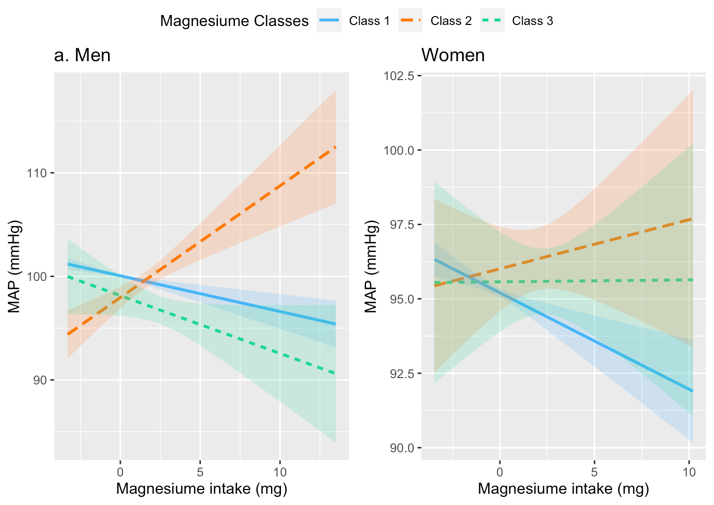 Magnesiume Classes Class 1 Class 2 Class 3
a. Men
Women
MAP (mmHg)
110
100
90
0 5 10
Magnesiume intake (mg)
MAP (mmHg)
102.5
100.0
97.5
95.0
92.5
90.0
0 5 10
Magnesiume intake (mg)